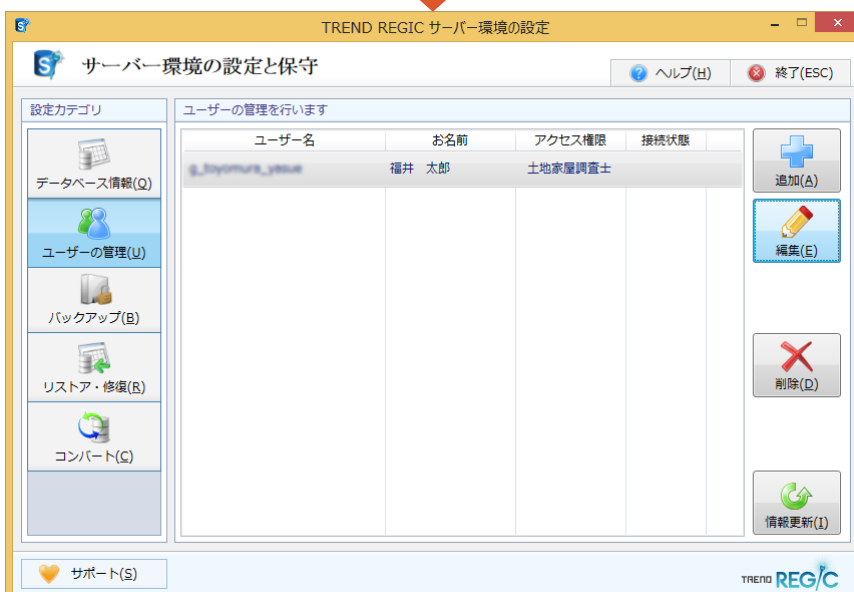 TREND REGIC サーバー環境の設定
サーバー環境の設定と保守
ヘルプ(H)
終了(ESC)
設定カテゴリ
ユーザーの管理を行います
データベース情報(Q)
ユーザーの管理(U)
バックアップ(B)
リストア・修復(R)
コンバート(C)
ユーザー名 お名前 アクセス権限 接続状態
福井 太郎 土地家屋調査士
追加(A)
編集(E)
削除(D)
情報更新(I)
サポート(S)
TREND REGIC